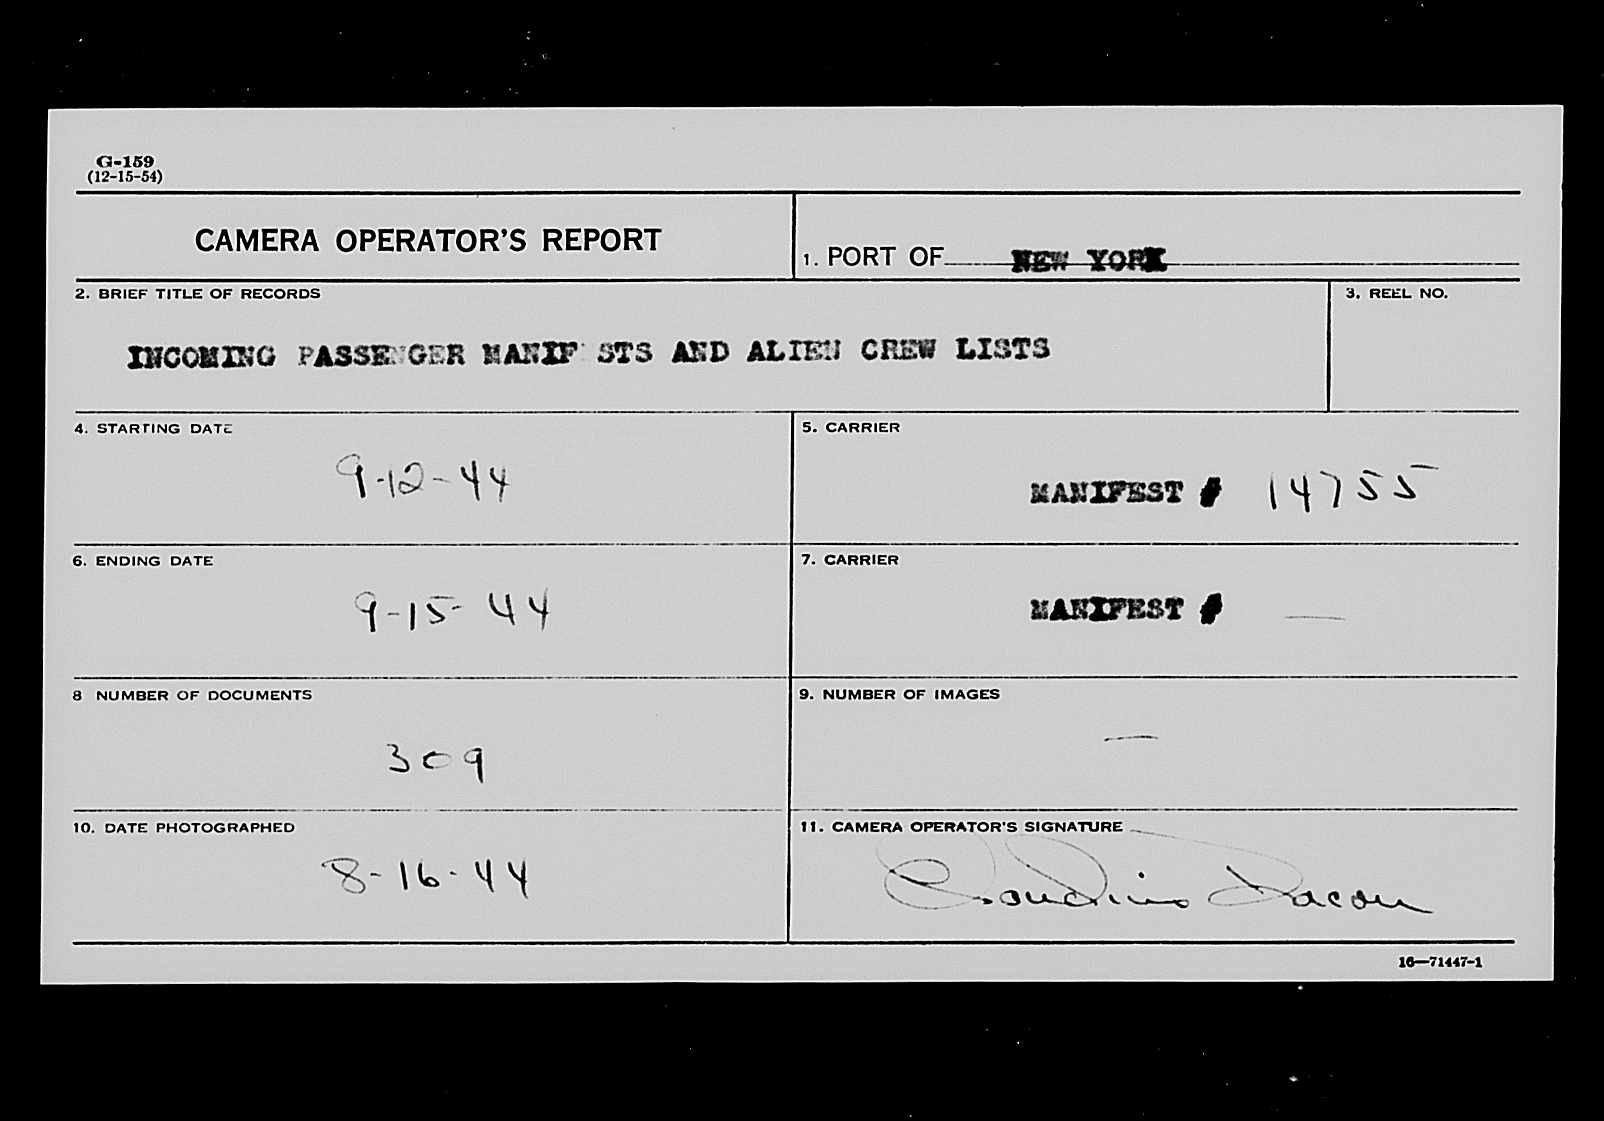 G-159
(12-15-54)
CAMERA OPERATOR'S REPORT
1. PORT OF NEW YORK
2. BRIEF TITLE OF RECORDS
3. REEL NO.
INCOMING PASSENGER MANIFESTS AND ALIEN CREW LISTS
4. STARTING DATE
9-12-44
5. CARRIER
MANIFEST # 14755
6. ENDING DATE
9-15-44
7. CARRIER
MANIFEST # —
8 NUMBER OF DOCUMENTS
309
9. NUMBER OF IMAGES
—
10. DATE PHOTOGRAPHED
8-16-44
11. CAMERA OPERATOR'S SIGNATURE
16—71447-1